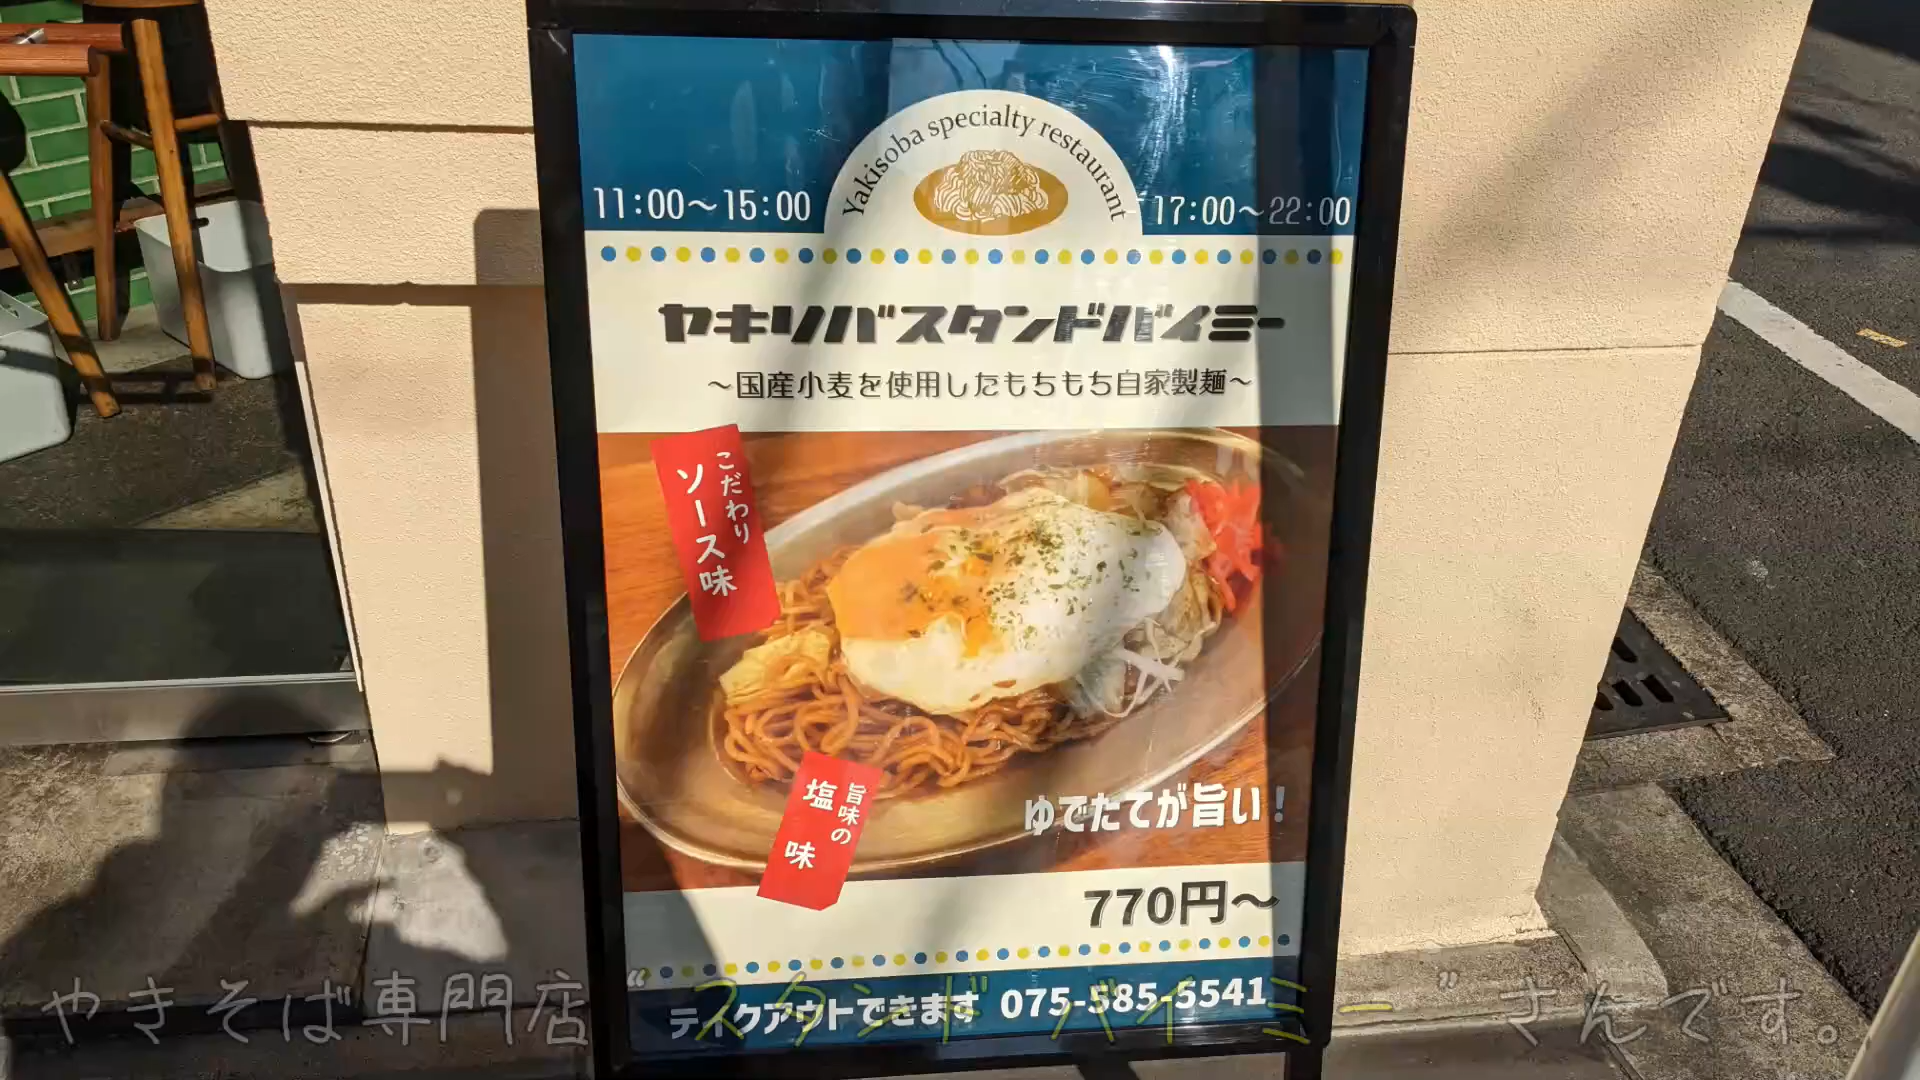 Yakisoba specialty restaurant
11:00～15:00
17:00～22:00
ヤキソバスタンドバイミー
～国産小麦を使用したもちもち自家製麺～
こだわり
ソース味
旨味の
塩味
ゆでたてが旨い！
770円～
テイクアウトできます 075-585-5541
やきそば専門店“スタンド バイ ミー”さんです。